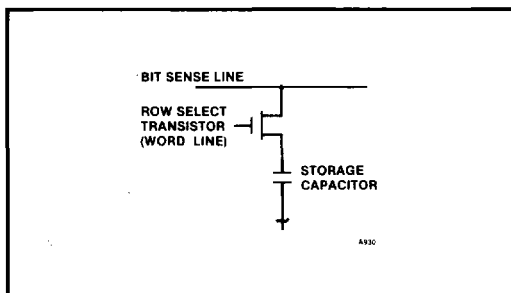 BIT SENSE LINE
ROW SELECT
TRANSISTOR
(WORD LINE)
STORAGE
CAPACITOR
A930